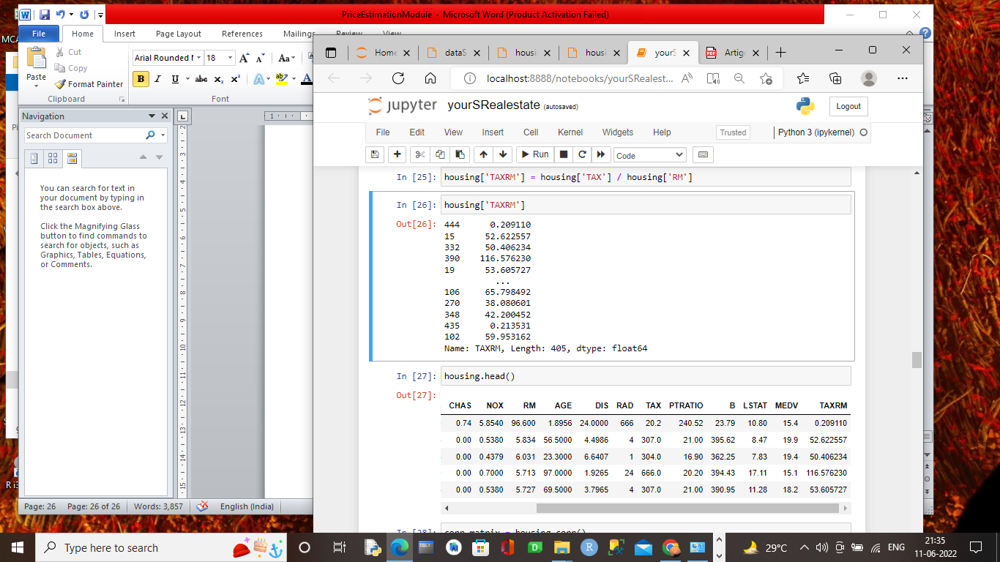 PriceEstimationModule - Microsoft Word (Product Activation Failed)
File Home Insert Page Layout References Mailings Review View
MCA
Paste
Cut
Copy
Format Painter
Clipboard
Arial Rounded 18
Aa
B I U abc x₂ x² A ab A
Font
Navigation
Search Document
You can search for text in
your document by typing in
the search box above.
Click the Magnifying Glass
button to find commands to
search for objects, such as
Graphics, Tables, Equations,
or Comments.
Page: 26 Page: 26 of 26 Words: 3,857 English (India)
Home dataS housi housi yourS Artigo
localhost:8888/notebooks/yourSRealest...
jupyter yourSRealestate (autosaved)
Logout
File Edit View Insert Cell Kernel Widgets Help Trusted Python 3 (ipykernel)
Run Code
In [25]: housing['TAXRM'] = housing['TAX'] / housing['RM']
In [26]: housing['TAXRM']
Out[26]: 444 0.209110
15 52.622557
332 50.406234
390 116.576230
19 53.605727
...
106 65.798492
270 38.080601
348 42.200452
435 0.213531
102 59.953162
Name: TAXRM, Length: 405, dtype: float64
In [27]: housing.head()
Out[27]:
CHAS NOX RM AGE DIS RAD TAX PTRATIO B LSTAT MEDV TAXRM
0.74 5.8540 96.600 1.8956 24.0000 666 20.2 240.52 23.79 10.80 15.4 0.209110
0.00 0.5380 5.834 56.5000 4.4986 4 307.0 21.00 395.62 8.47 19.9 52.622557
0.00 0.4379 6.031 23.3000 6.6407 1 304.0 16.90 362.25 7.83 19.4 50.406234
0.00 0.7000 5.713 97.0000 1.9265 24 666.0 20.20 394.43 17.11 15.1 116.576230
0.00 0.5380 5.727 69.5000 3.7965 4 307.0 21.00 390.95 11.28 18.2 53.605727
In [28]: corr_matrix = housing.corr()
Type here to search
29°C
ENG
21:35
11-06-2022